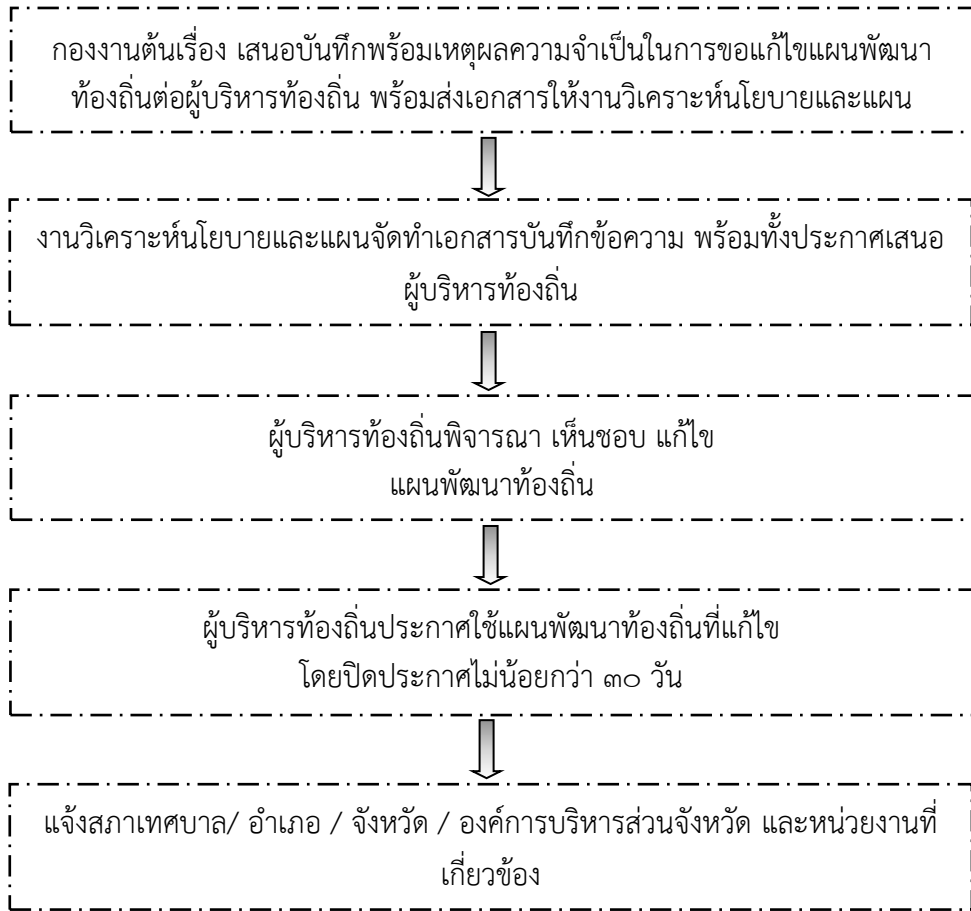 กองงานต้นเรื่อง เสนอบันทึกพร้อมเหตุผลความจำเป็นในการขอแก้ไขแผนพัฒนา
ท้องถิ่นต่อผู้บริหารท้องถิ่น พร้อมส่งเอกสารให้งานวิเคราะห์นโยบายและแผน
งานวิเคราะห์นโยบายและแผนจัดทำเอกสารบันทึกข้อความ พร้อมทั้งประกาศเสนอ
ผู้บริหารท้องถิ่น
ผู้บริหารท้องถิ่นพิจารณา เห็นชอบ แก้ไข
แผนพัฒนาท้องถิ่น
ผู้บริหารท้องถิ่นประกาศใช้แผนพัฒนาท้องถิ่นที่แก้ไข
โดยปิดประกาศไม่น้อยกว่า ๓๐ วัน
แจ้งสภาเทศบาล/ อำเภอ / จังหวัด / องค์การบริหารส่วนจังหวัด และหน่วยงานที่
เกี่ยวข้อง